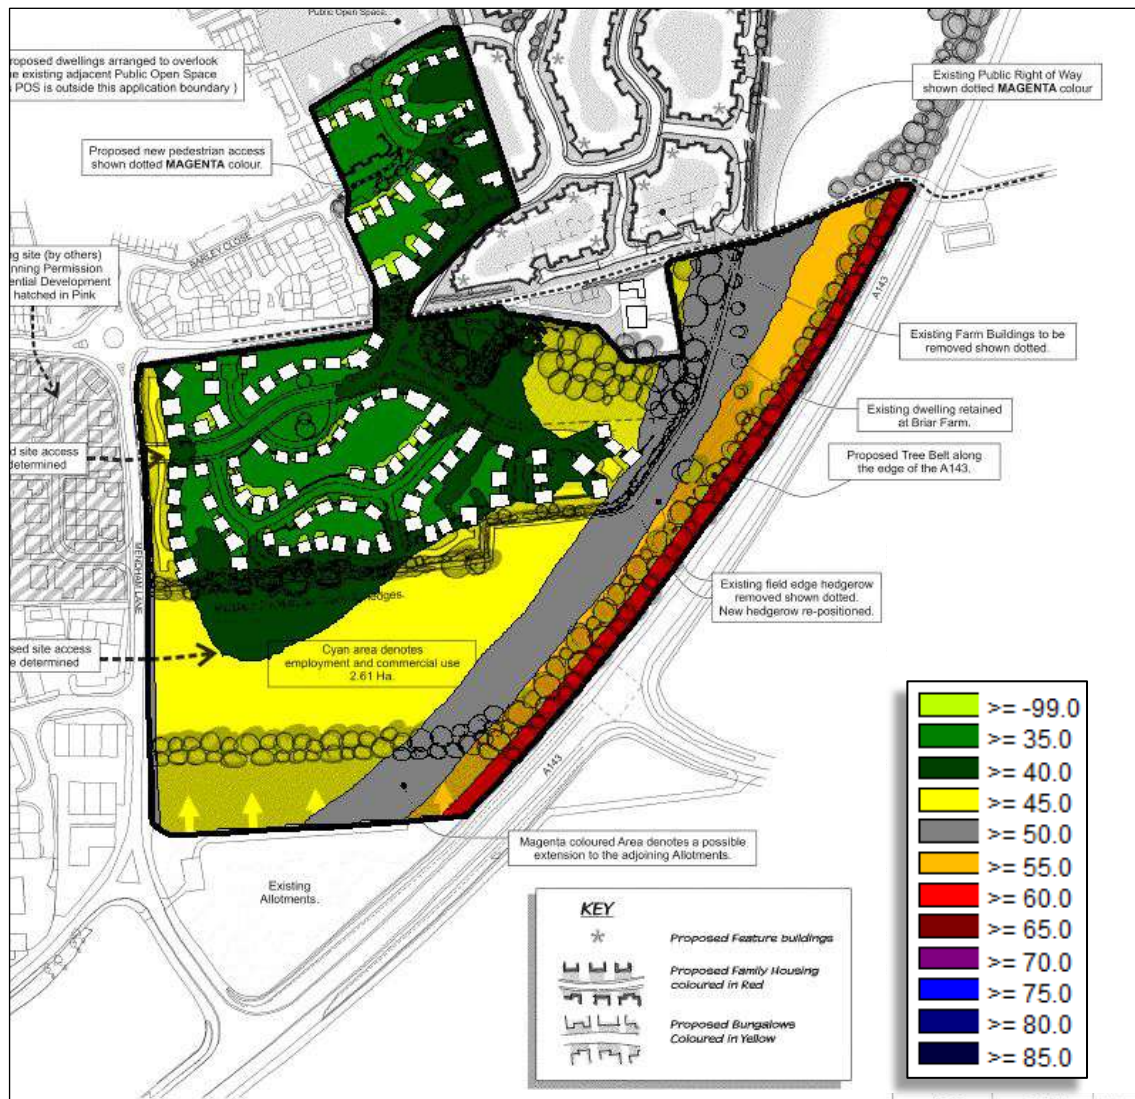 Public Open Space.
roposed dwellings arranged to overlook
e existing adjacent Public Open Space
POS is outside this application boundary )
Existing Public Right of Way
shown dotted MAGENTA colour
Proposed new pedestrian access
shown dotted MAGENTA colour.
BARLEY CLOSE
ng site (by others)
nning Permission
ential Development
hatched in Pink
A143
Existing Farm Buildings to be
removed shown dotted.
Existing dwelling retained
at Briar Farm.
ed site access
determined
Proposed Tree Belt along
the edge of the A143.
MENDHAM LANE
Existing field edge hedgerow
removed shown dotted.
New hedgerow re-positioned.
hedges.
sed site access
e determined
Cyan area denotes
employment and commercial use
2.61 Ha.
A143
Magenta coloured Area denotes a possible
extension to the adjoining Allotments.
Existing
Allotments.
KEY
Proposed Feature buildings
Proposed Family Housing
coloured in Red
Proposed Bungalows
Coloured in Yellow
>= -99.0
>= 35.0
>= 40.0
>= 45.0
>= 50.0
>= 55.0
>= 60.0
>= 65.0
>= 70.0
>= 75.0
>= 80.0
>= 85.0